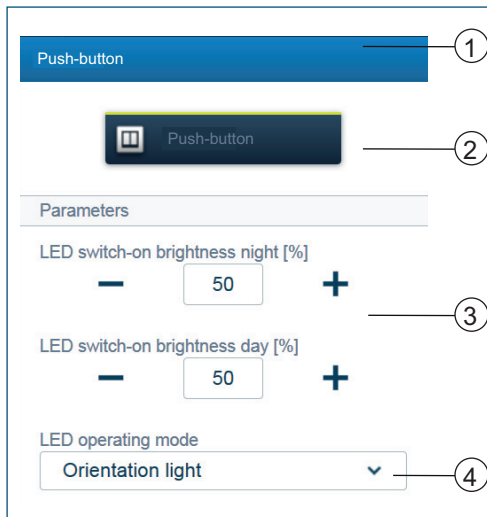 Push-button
1
Push-button
2
Parameters
LED switch-on brightness night [%]
50
3
LED switch-on brightness day [%]
50
LED operating mode
Orientation light
4